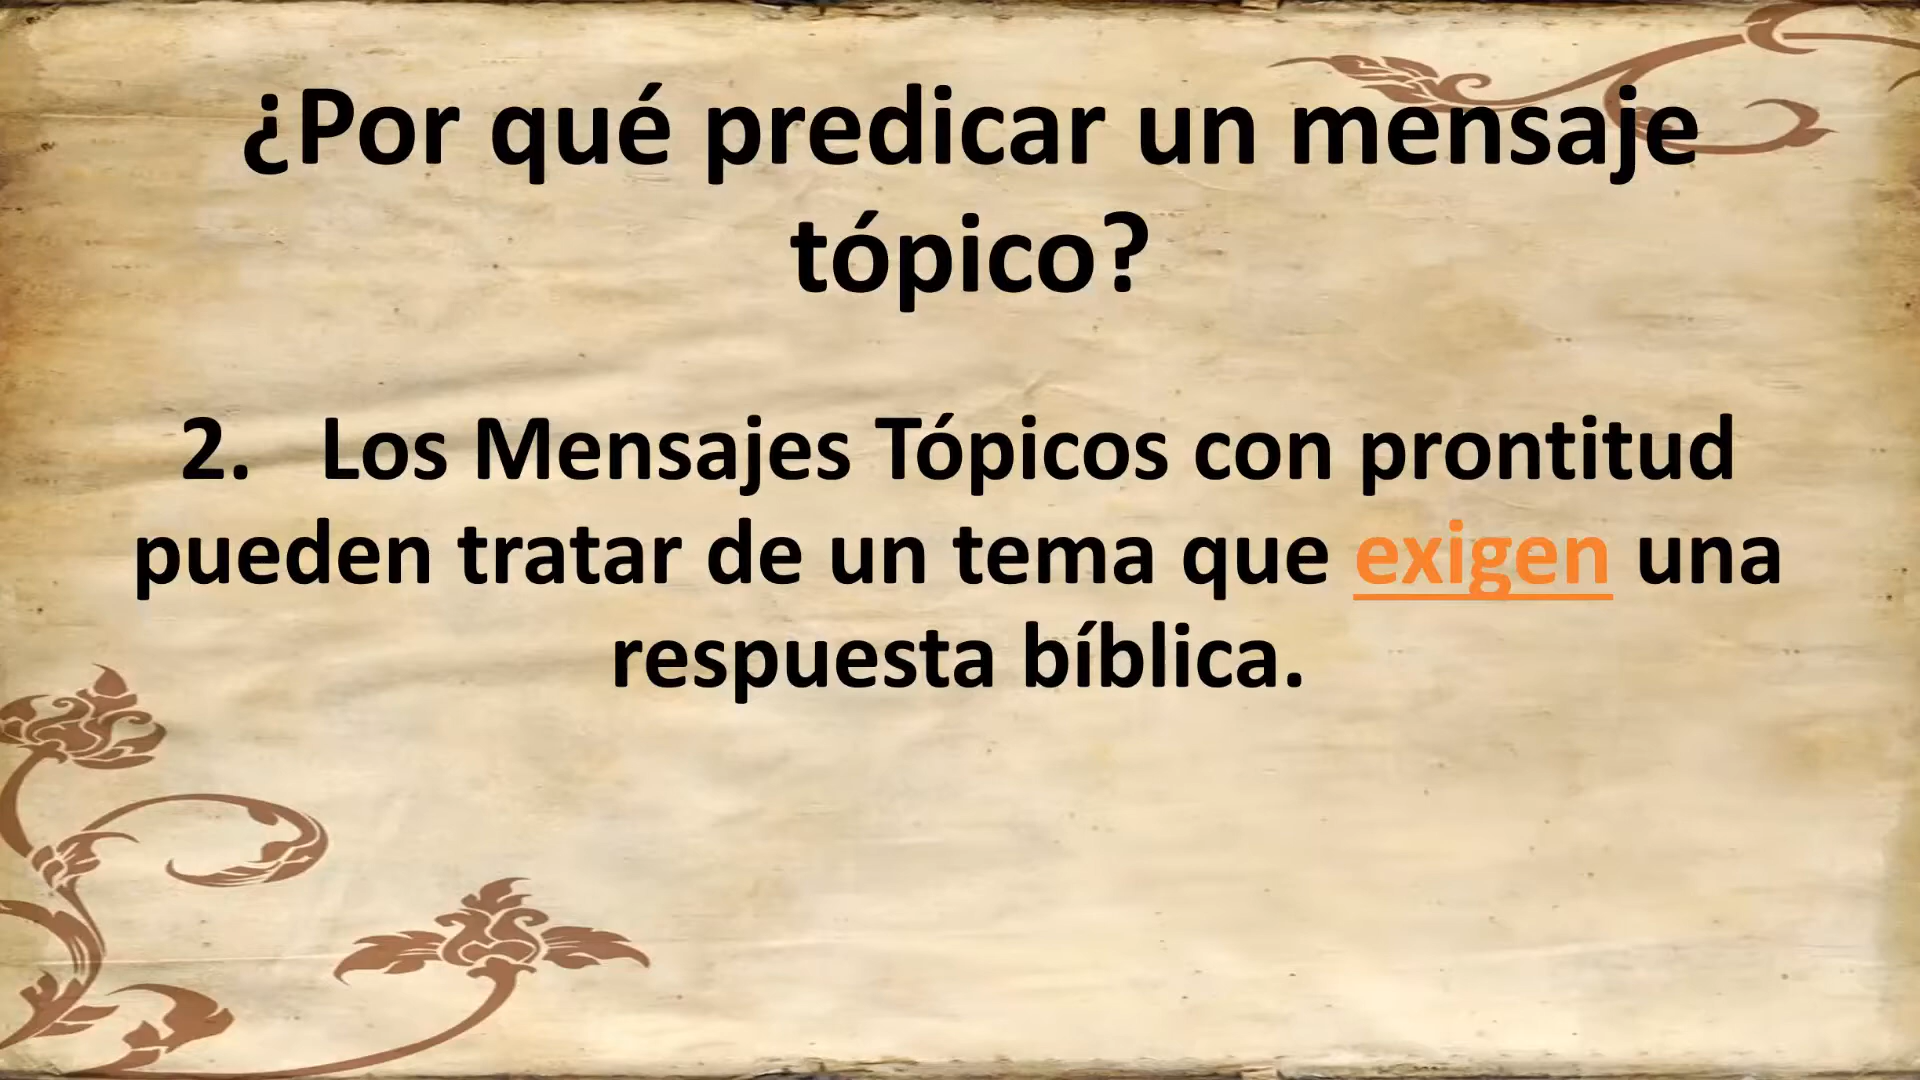 ¿Por qué predicar un mensaje
tópico?
2. Los Mensajes Tópicos con prontitud
pueden tratar de un tema que exigen una
respuesta bíblica.